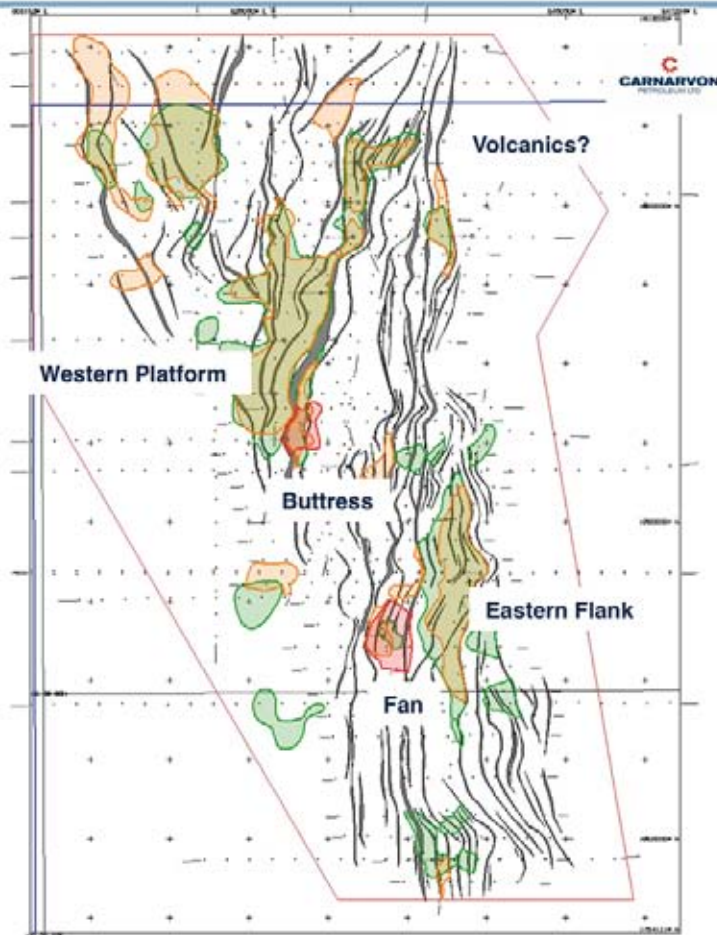 CARNARVON
PETROLEUM LTD
Volcanics?
Western Platform
Buttress
Eastern Flank
Fan